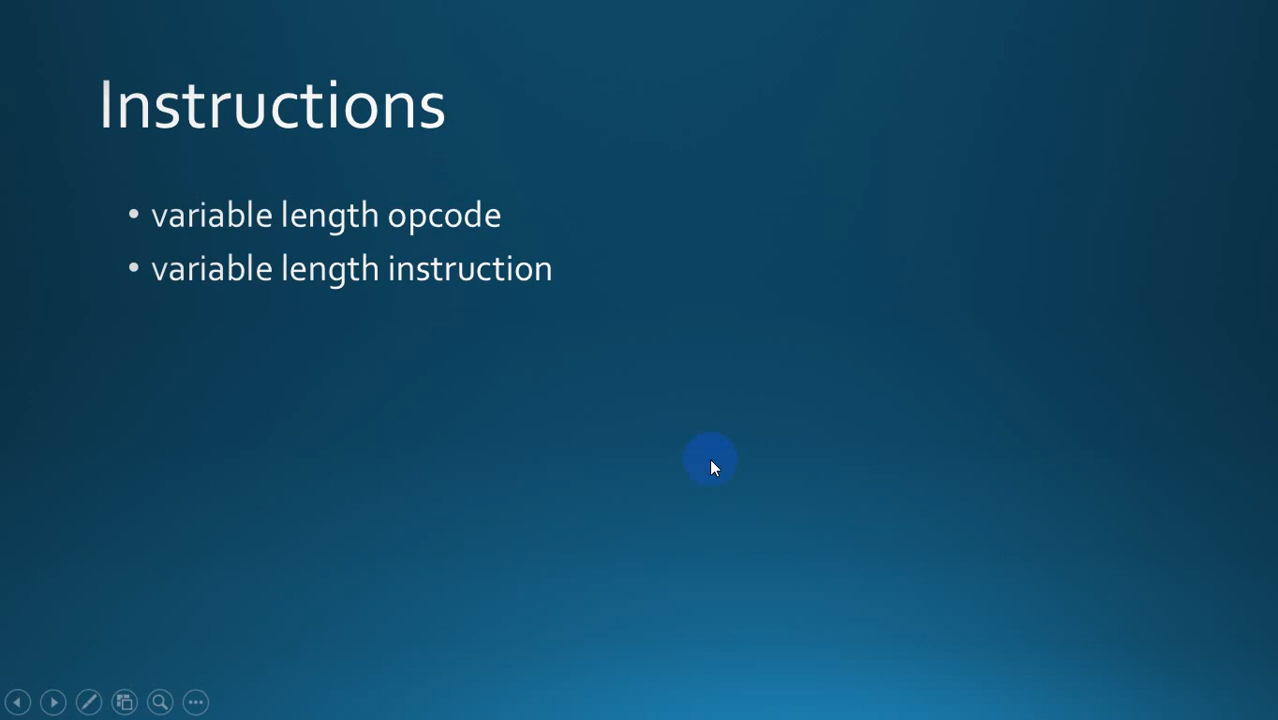 Instructions
• variable length opcode
• variable length instruction